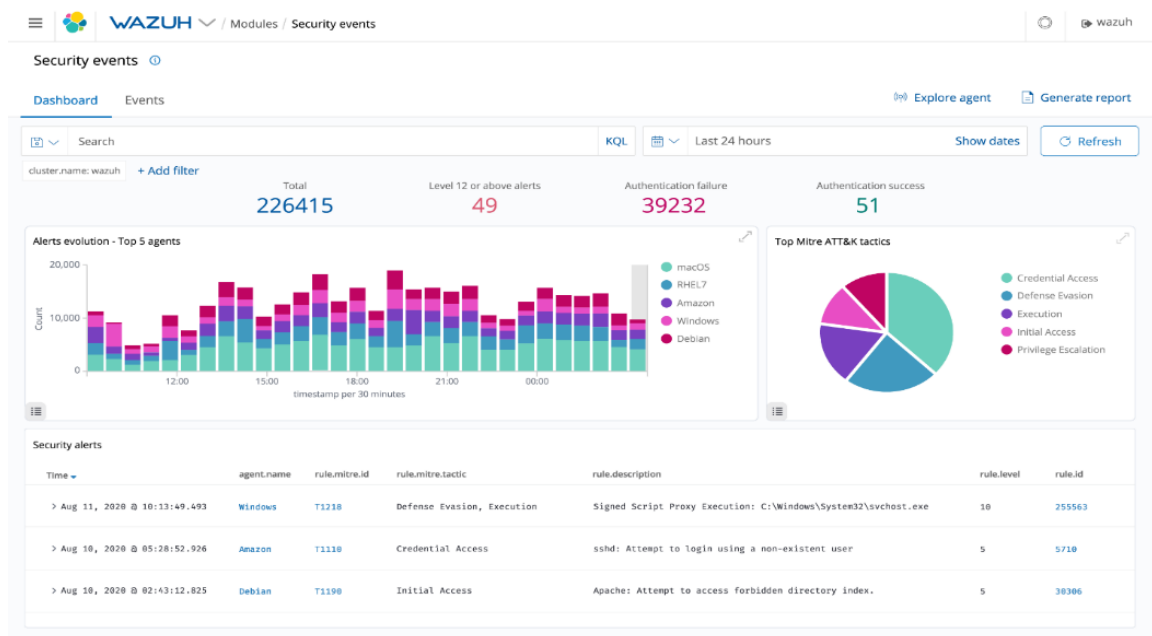 WAZUH / Modules / Security events
wazuh
Security events
Dashboard Events
Explore agent Generate report
Search KQL Last 24 hours Show dates Refresh
cluster.name: wazuh + Add filter
Total Level 12 or above alerts Authentication failure Authentication success
226415 49 39232 51
Alerts evolution - Top 5 agents
20,000
10,000
0
Count
12:00 15:00 18:00 21:00 00:00
timestamp per 30 minutes
macOS
RHEL7
Amazon
Windows
Debian
Top Mitre ATT&K tactics
Credential Access
Defense Evasion
Execution
Initial Access
Privilege Escalation
Security alerts
Time agent.name rule.mitre.id rule.mitre.tactic rule.description rule.level rule.id
> Aug 11, 2020 @ 10:13:49.493 Windows T1218 Defense Evasion, Execution Signed Script Proxy Execution: C:\Windows\System32\svchost.exe 10 255563
> Aug 10, 2020 @ 05:28:52.926 Amazon T1110 Credential Access sshd: Attempt to login using a non-existent user 5 5710
> Aug 10, 2020 @ 02:43:12.825 Debian T1190 Initial Access Apache: Attempt to access forbidden directory index. 5 30306